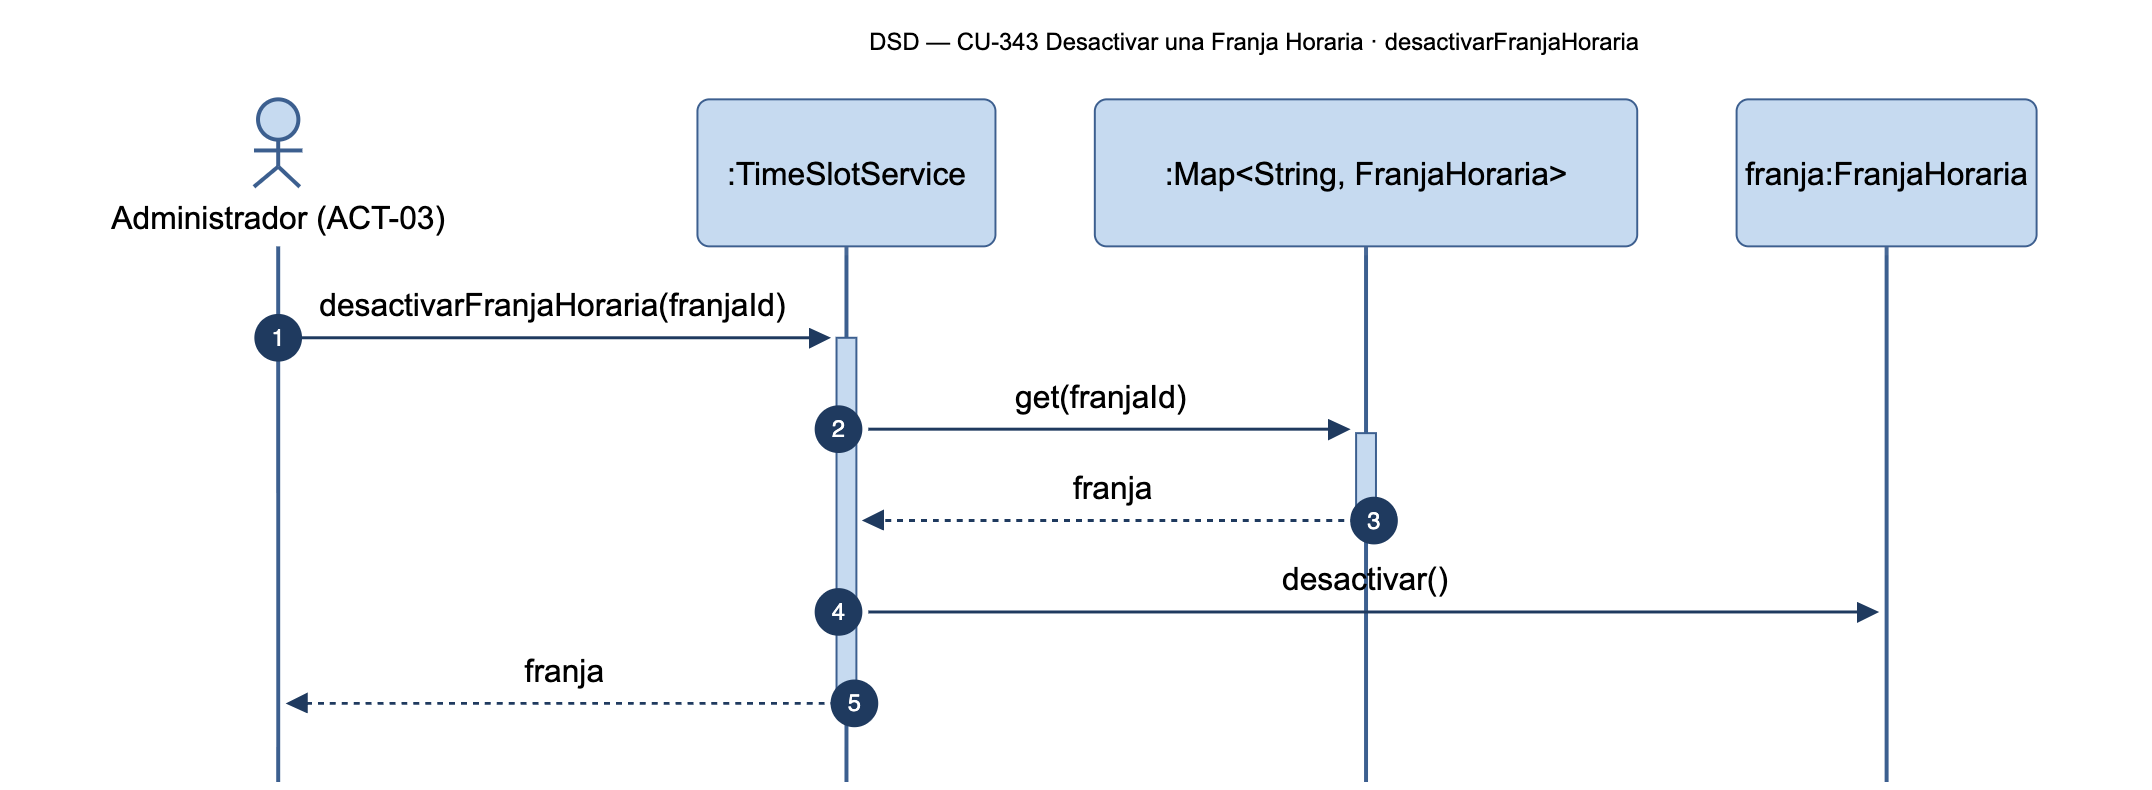 DSD — CU-343 Desactivar una Franja Horaria · desactivarFranjaHoraria
Administrador (ACT-03)
:TimeSlotService
:Map<String, FranjaHoraria>
franja:FranjaHoraria
desactivarFranjaHoraria(franjaId)
1
get(franjaId)
2
franja
3
desactivar()
4
franja
5